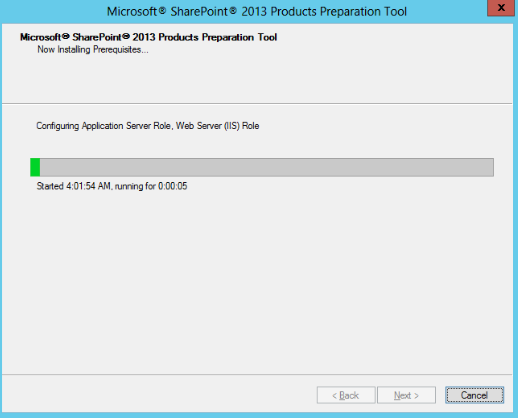 Microsoft® SharePoint® 2013 Products Preparation Tool
x
Microsoft® SharePoint® 2013 Products Preparation Tool
Now Installing Prerequisites...
Configuring Application Server Role, Web Server (IIS) Role
Started 4:01:54 AM, running for 0:00:05
< Back Next > Cancel